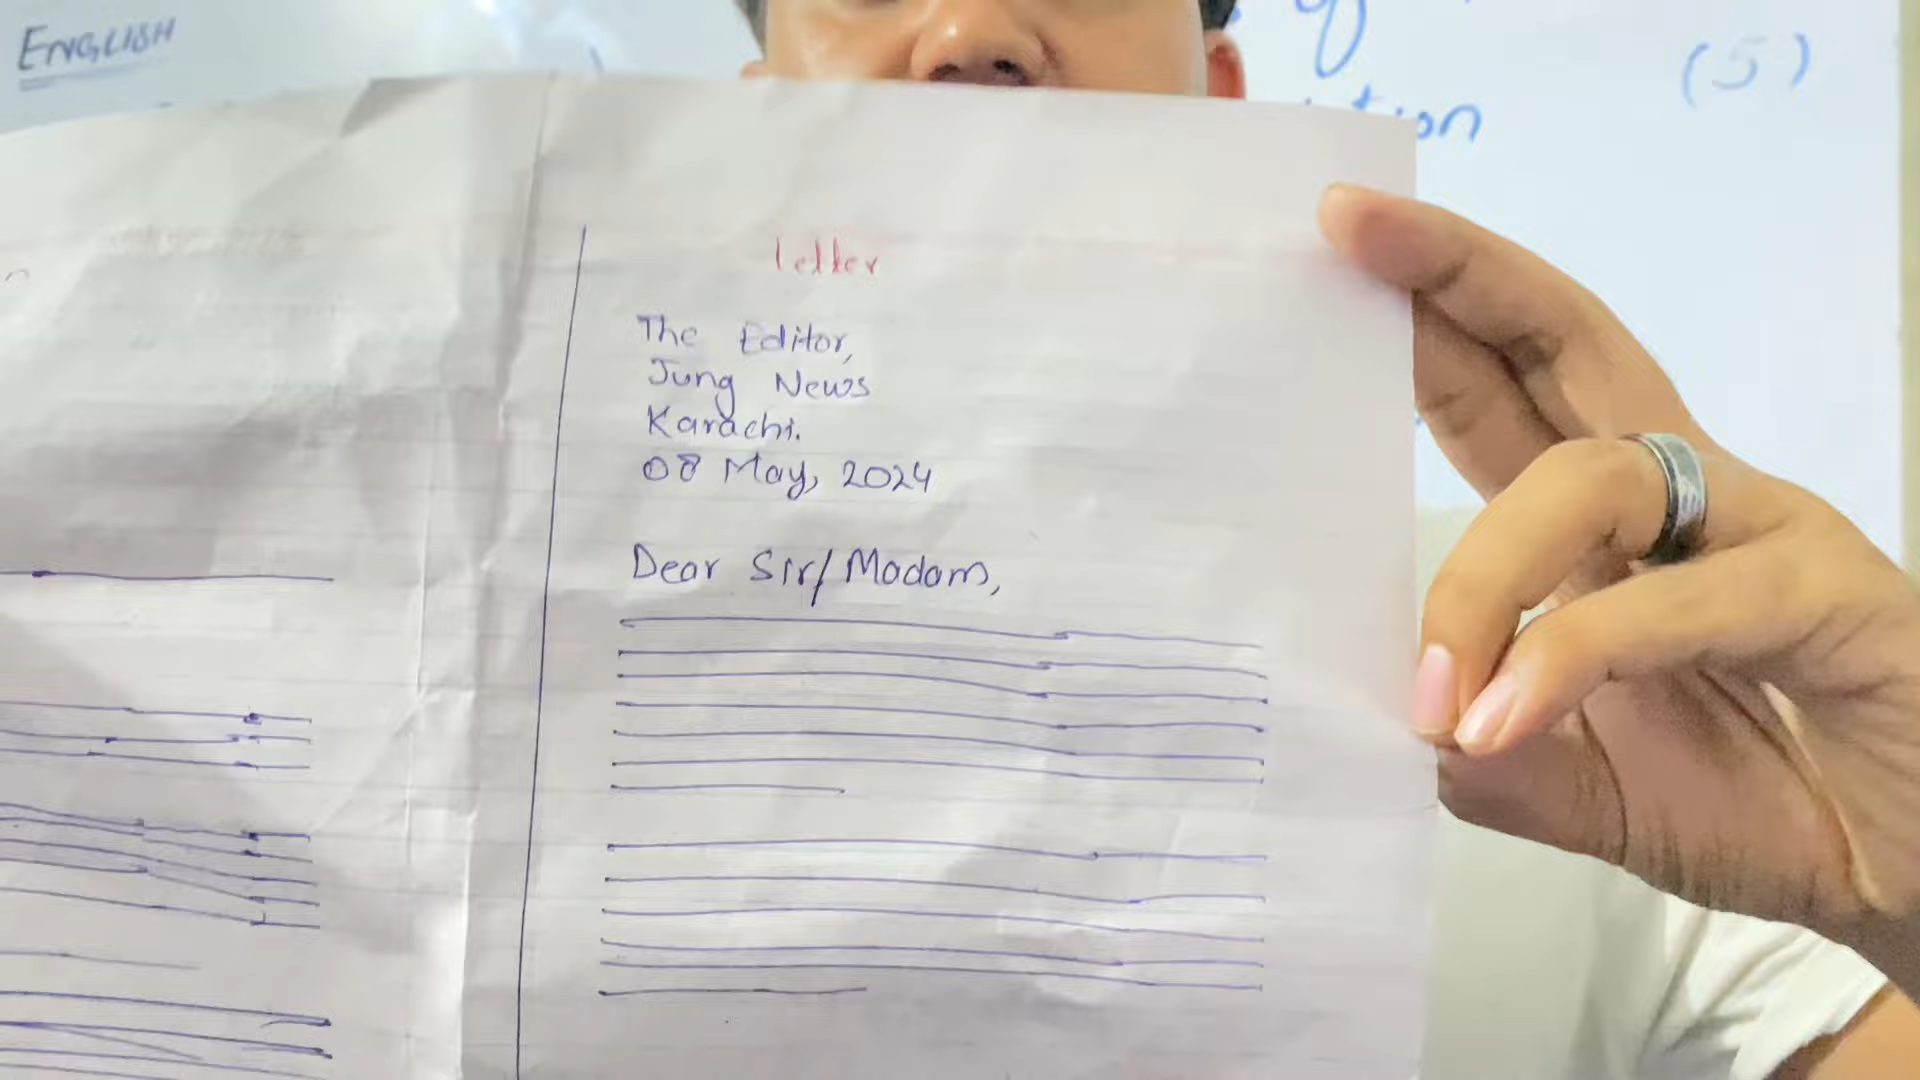 ENGLISH
(5)
letter
The Editor,
Jung News
Karachi.
08 May, 2024
Dear Sir/Madam,